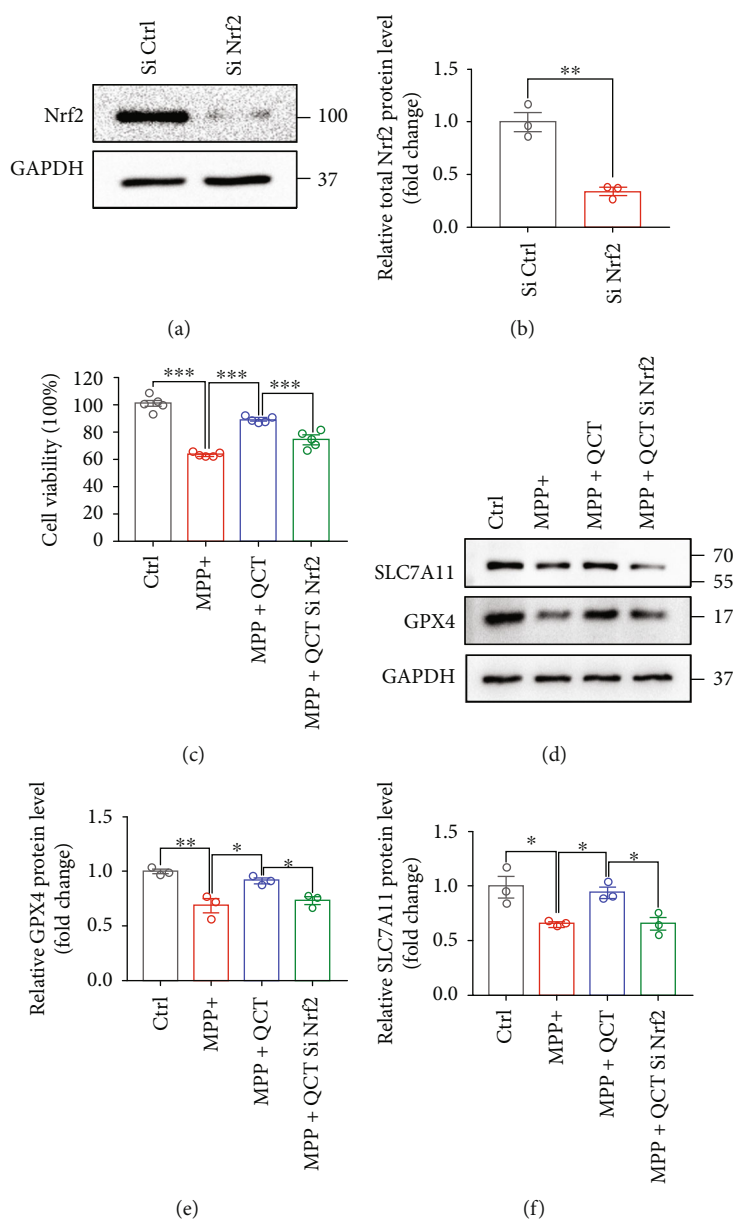 Si Ctrl
Si Nrf2
Nrf2
100
GAPDH
37
(a)
Relative total Nrf2 protein level
(fold change)
1.5
1.0
0.5
0.0
**
Si Ctrl
Si Nrf2
(b)
Cell viability (100%)
120
100
80
60
40
20
0
***
***
***
Ctrl
MPP+
MPP + QCT
MPP + QCT Si Nrf2
(c)
Ctrl
MPP+
MPP + QCT
MPP + QCT Si Nrf2
SLC7A11
70
55
GPX4
17
GAPDH
37
(d)
Relative GPX4 protein level
(fold change)
1.5
1.0
0.5
0.0
**
*
*
Ctrl
MPP+
MPP + QCT
MPP + QCT Si Nrf2
(e)
Relative SLC7A11 protein level
(fold change)
1.5
1.0
0.5
0.0
*
*
*
Ctrl
MPP+
MPP + QCT
MPP + QCT Si Nrf2
(f)